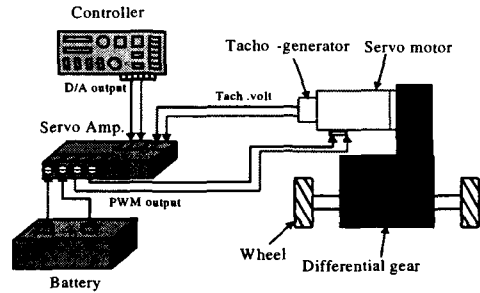 Controller
Tacho -generator
Servo motor
D/A output
Tach .volt
Servo Amp.
PWM output
Wheel
Differential gear
Battery